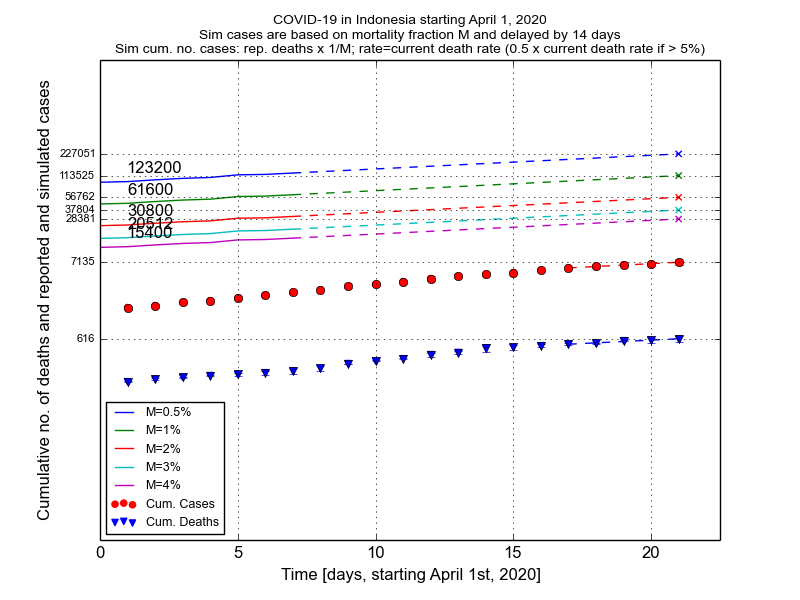 COVID-19 in Indonesia starting April 1, 2020
Sim cases are based on mortality fraction M and delayed by 14 days
Sim cum. no. cases: rep. deaths x 1/M; rate=current death rate (0.5 x current death rate if > 5%)
Cumulative no. of deaths and reported and simulated cases
227051
113525
56762
37804
28381
7135
616
123200
61600
30800
20512
15400
M=0.5%
M=1%
M=2%
M=3%
M=4%
Cum. Cases
Cum. Deaths
0 5 10 15 20
Time [days, starting April 1st, 2020]